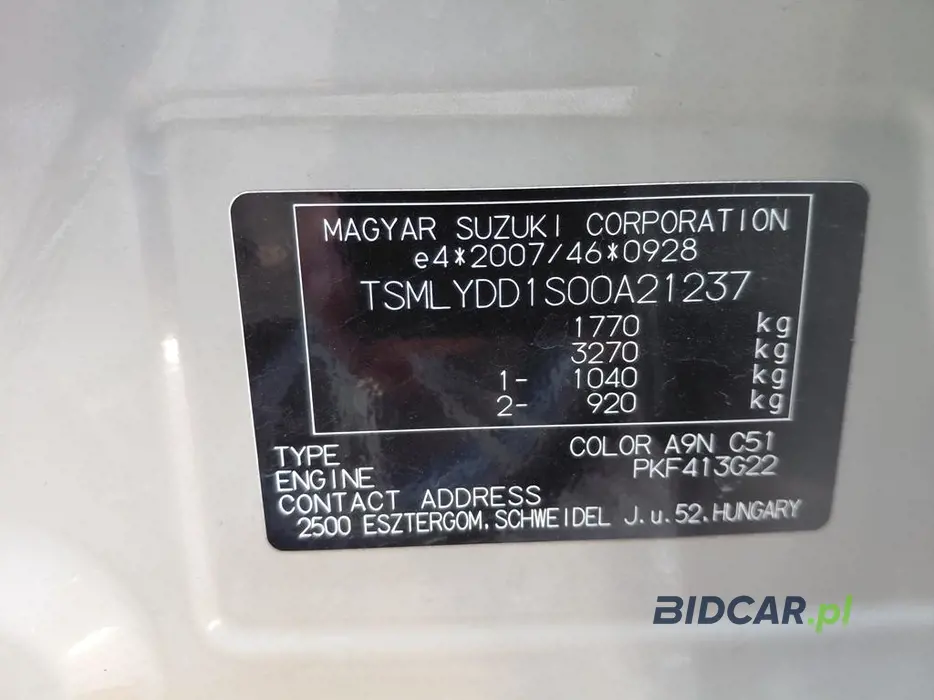 MAGYAR SUZUKI CORPORATION
e4*2007/46*0928
TSMLYDD1S00A21237
1770 kg
3270 kg
1- 1040 kg
2- 920 kg
TYPE COLOR A9N C51
ENGINE PKF413G22
CONTACT ADDRESS
2500 ESZTERGOM, SCHWEIDEL J.u.52. HUNGARY
BIDCAR.pl